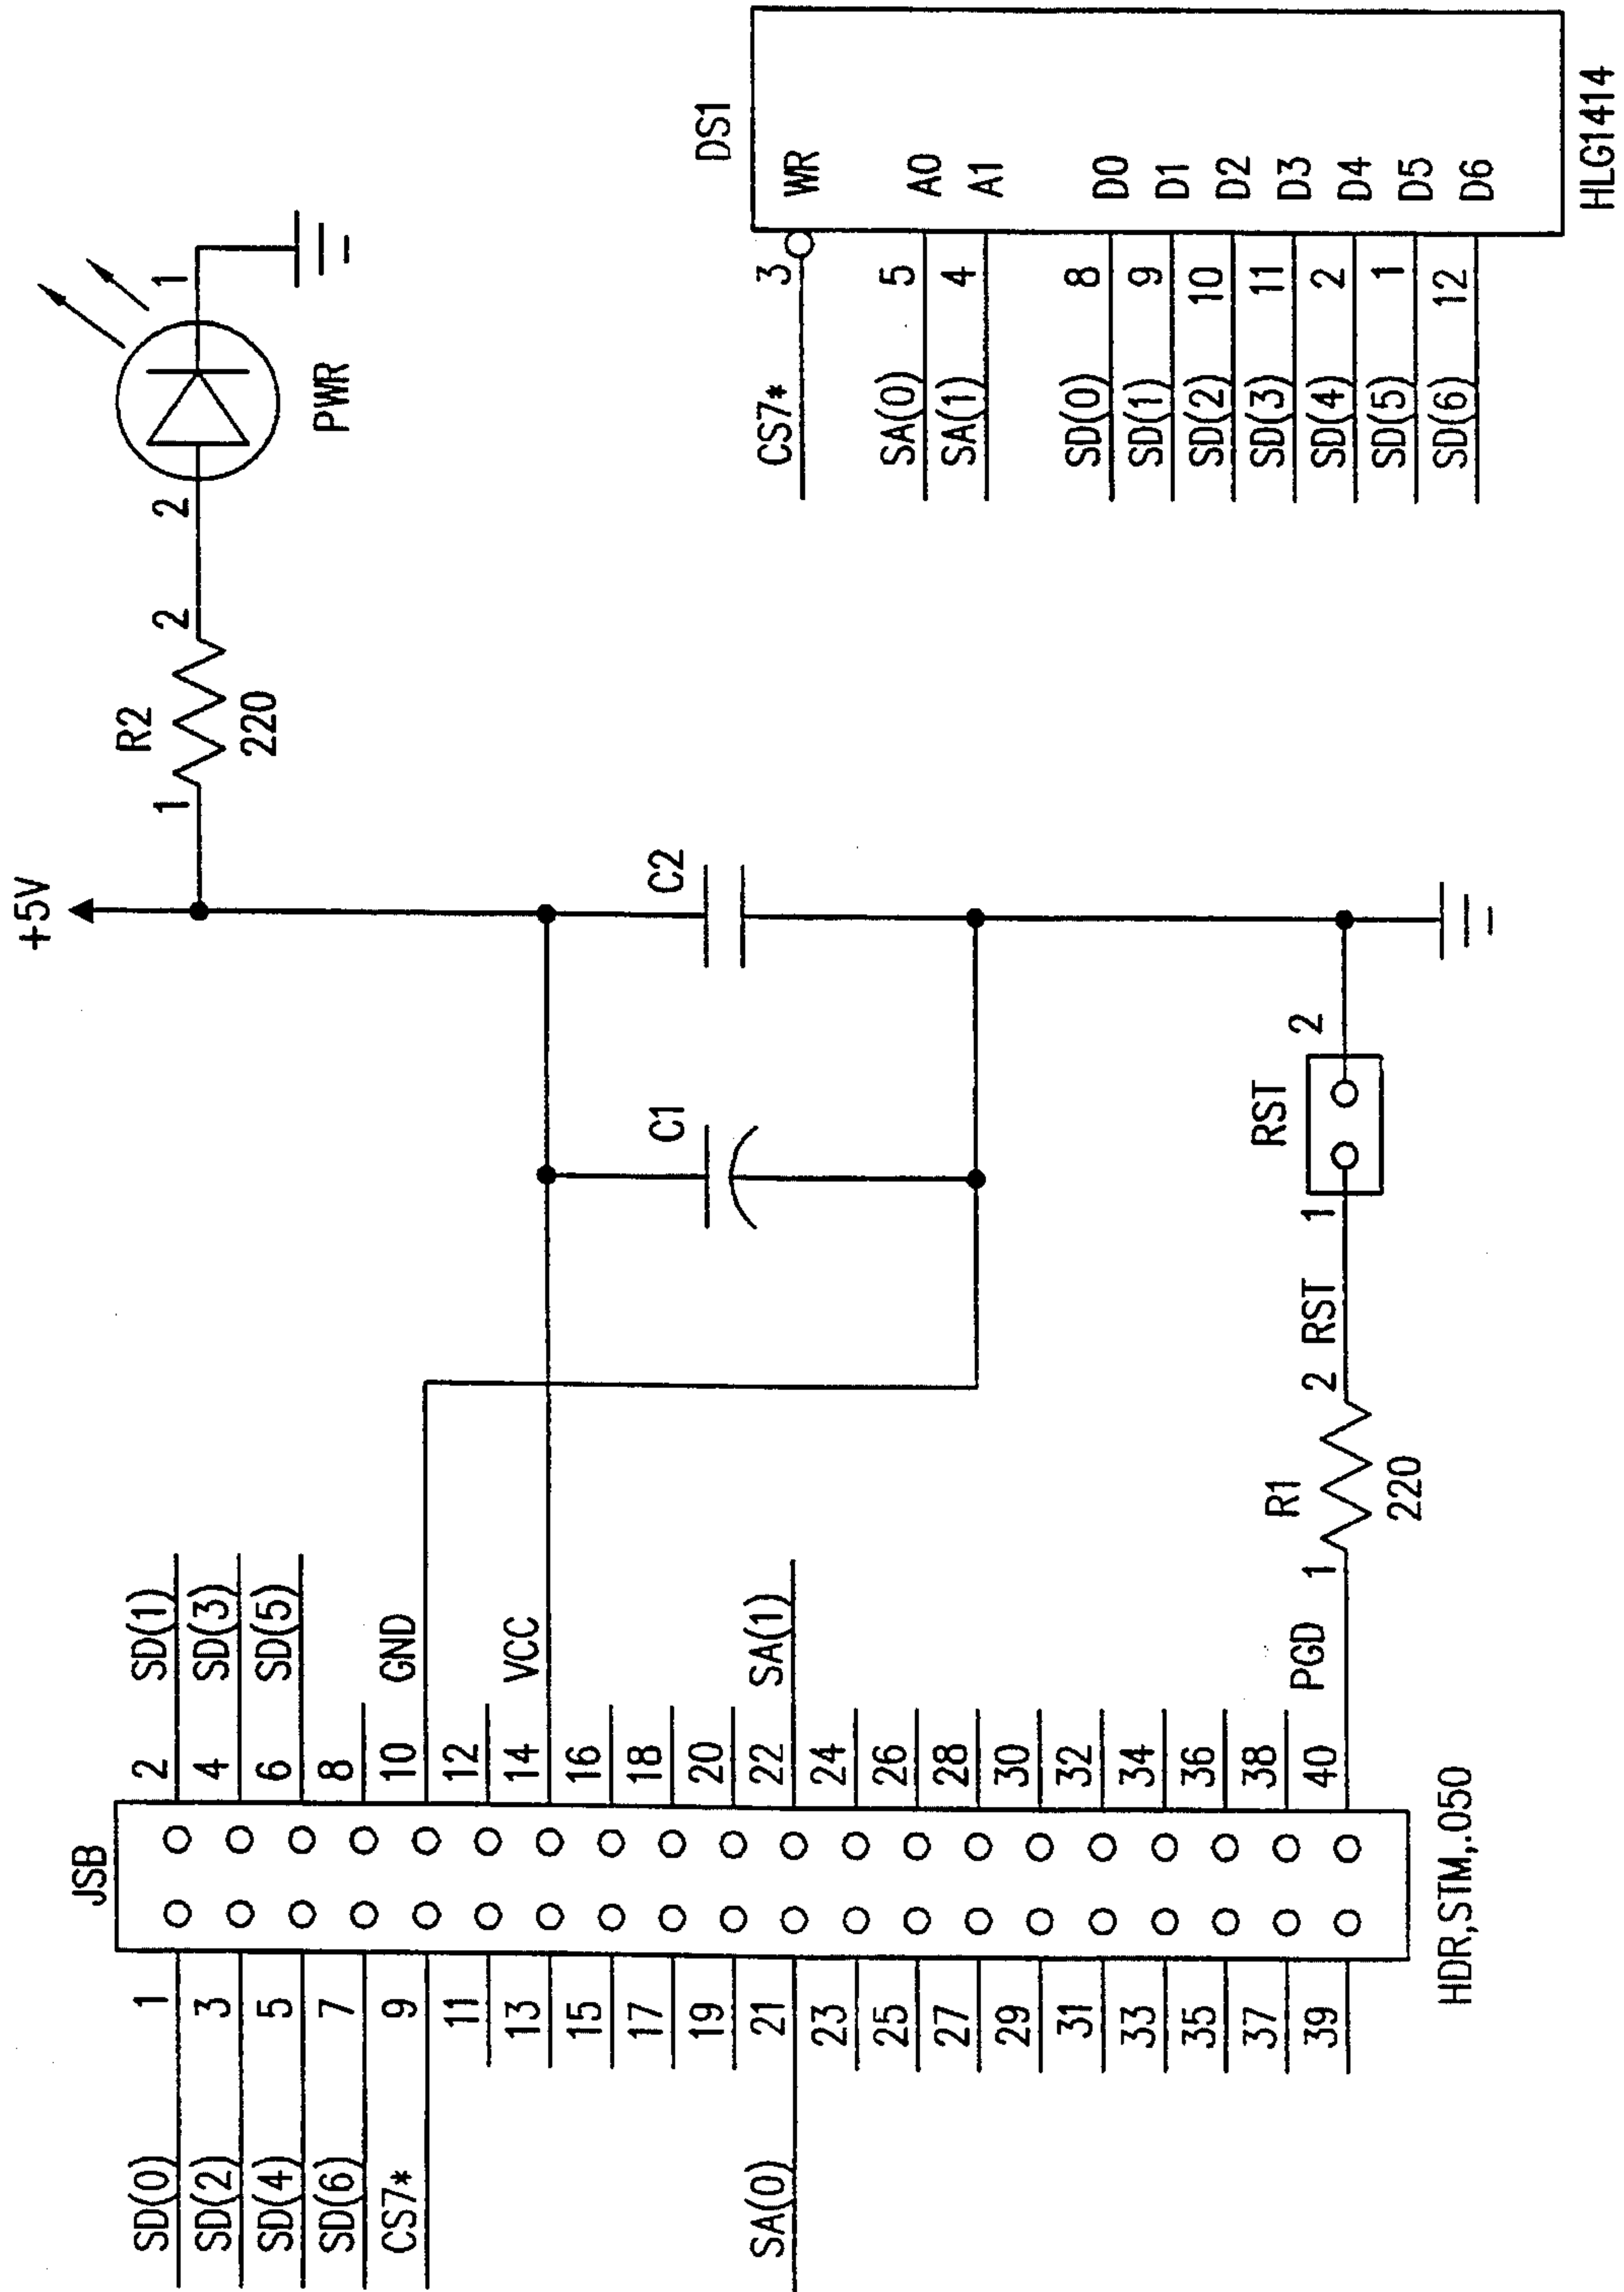 JSB
SD(0) 1
SD(2) 3
SD(4) 5
SD(6) 7
CS7* 9
11
13
15
17
19
SA(0) 21
23
25
27
29
31
33
35
37
39
2 SD(1)
4 SD(3)
6 SD(5)
8
10 GND
12
14 VCC
16
18
20
22 SA(1)
24
26
28
30
32
34
36
38
40 PGD
HDR,STM,.050
1 R1 2
220
RST
RST
1 2
C1
C2
+5V
1 R2 2
220
2 1
PWR
DS1
CS7* 3 WR
SA(0) 5 A0
SA(1) 4 A1
SD(0) 8 D0
SD(1) 9 D1
SD(2) 10 D2
SD(3) 11 D3
SD(4) 2 D4
SD(5) 1 D5
SD(6) 12 D6
HLG1414